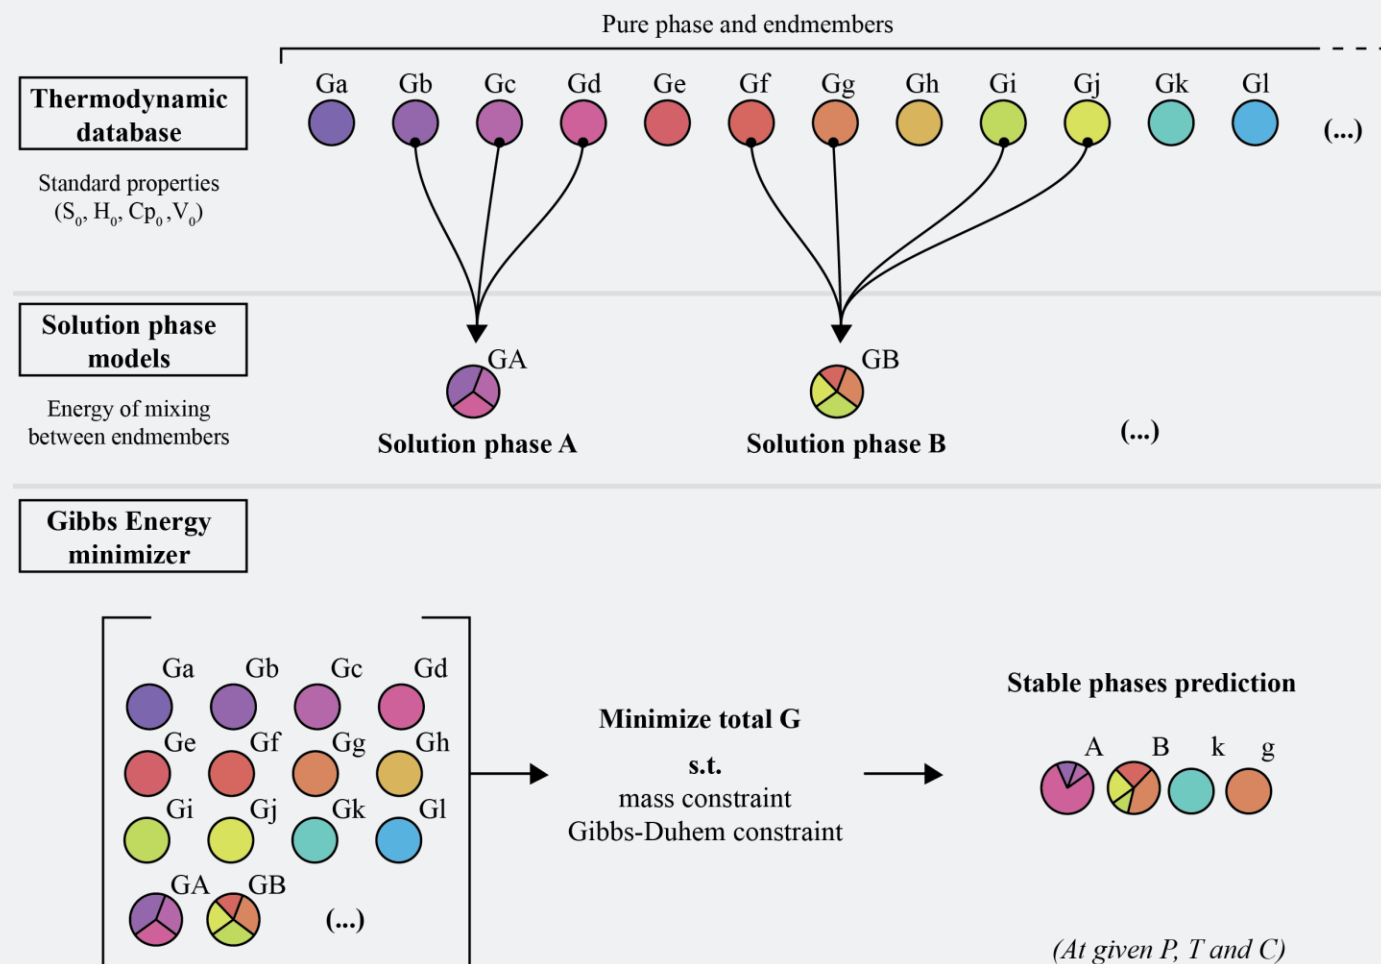 Pure phase and endmembers
Thermodynamic
database
Ga Gb Gc Gd Ge Gf Gg Gh Gi Gj Gk Gl
(...)
Standard properties
(S₀, H₀, Cp₀,V₀)
Solution phase
models
GA GB
Energy of mixing
between endmembers
Solution phase A
Solution phase B
(...)
Gibbs Energy
minimizer
Ga Gb Gc Gd
Ge Gf Gg Gh
Gi Gj Gk Gl
GA GB
(...)
Minimize total G
s.t.
mass constraint
Gibbs-Duhem constraint
Stable phases prediction
A B k g
(At given P, T and C)